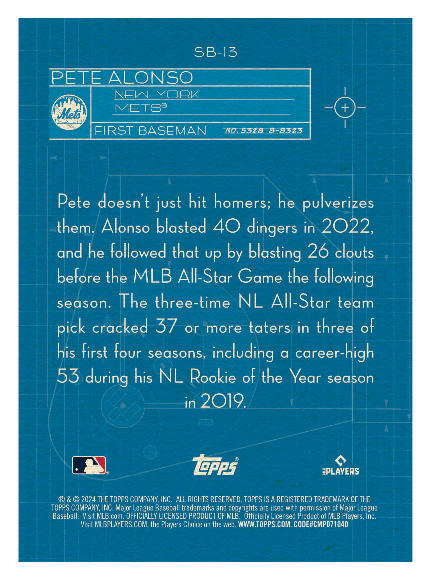 SB-13
PETE ALONSO
NEW YORK
METS®
Mets
FIRST BASEMAN NO. 5328 B-8323
Pete doesn't just hit homers; he pulverizes
them. Alonso blasted 40 dingers in 2022,
and he followed that up by blasting 26 clouts
before the MLB All-Star Game the following
season. The three-time NL All-Star team
pick cracked 37 or more taters in three of
his first four seasons, including a career-high
53 during his NL Rookie of the Year season
in 2019.
Topps®
PLAYERS
® & © 2024 THE TOPPS COMPANY, INC. ALL RIGHTS RESERVED. TOPPS IS A REGISTERED TRADEMARK OF THE
TOPPS COMPANY, INC. Major League Baseball trademarks and copyrights are used with permission of Major League
Baseball. Visit MLB.com. OFFICIALLY LICENSED PRODUCT OF MLB. Officially Licensed Product of MLB Players, Inc.
Visit MLBPLAYERS.COM, the Players Choice on the web. WWW.TOPPS.COM. CODE#CMP071040